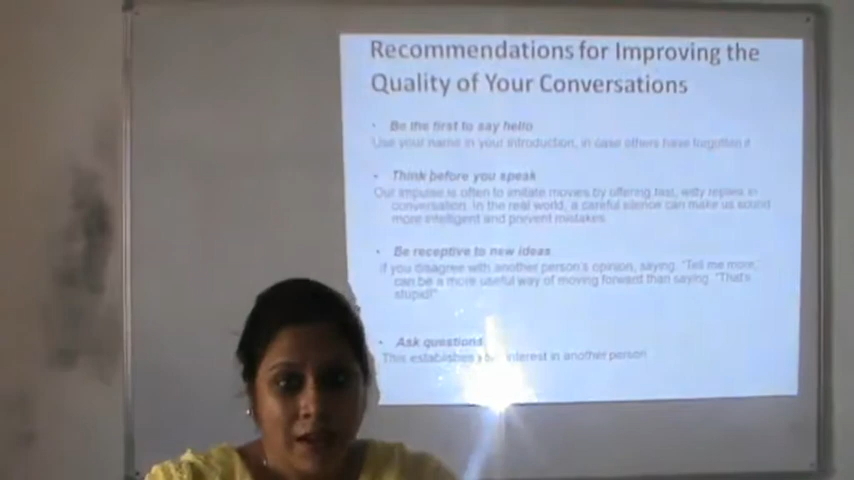 Recommendations for Improving the
Quality of Your Conversations
• Be the first to say hello
Use your name in your introduction, in case others have forgotten it
• Think before you speak
Our impulse is often to imitate movies by offering fast, witty replies in
conversation. In the real world, a careful silence can make us sound
more intelligent and prevent mistakes.
• Be receptive to new ideas
If you disagree with another person's opinion, saying, "Tell me more,"
can be a more useful way of moving forward than saying, "That's
stupid!"
• Ask questions
This establishes interest in another person